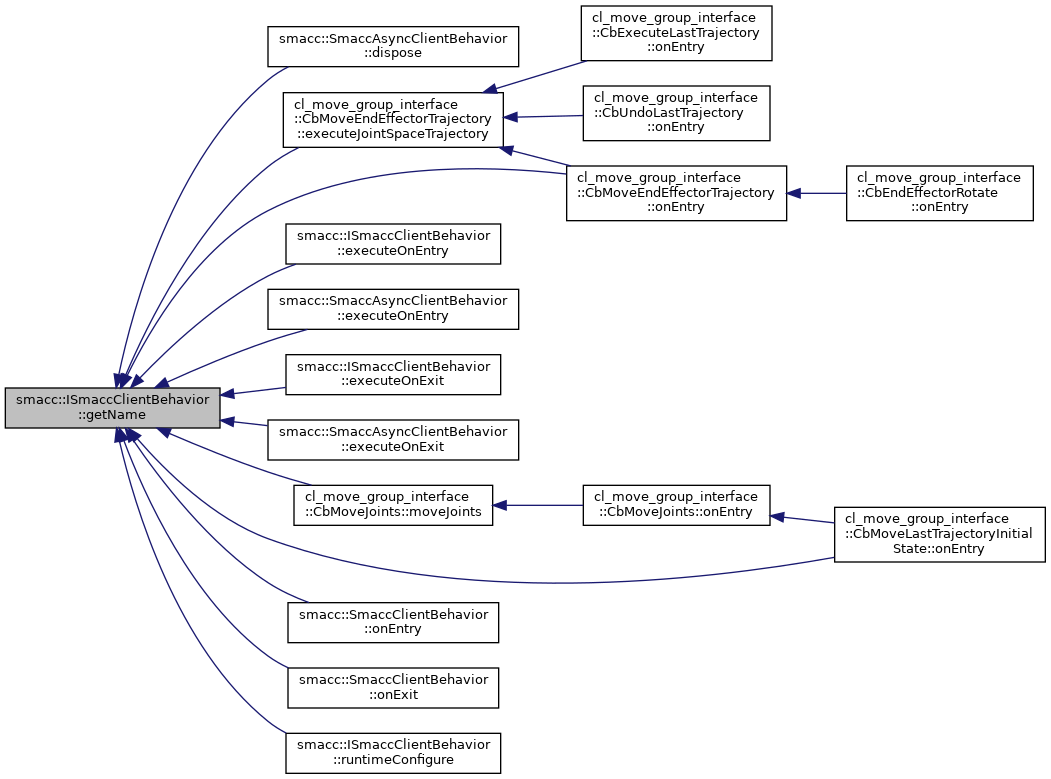 smacc::ISmaccClientBehavior
::getName
smacc::SmaccAsyncClientBehavior
::dispose
cl_move_group_interface
::CbMoveEndEffectorTrajectory
::executeJointSpaceTrajectory
cl_move_group_interface
::CbExecuteLastTrajectory
::onEntry
cl_move_group_interface
::CbUndoLastTrajectory
::onEntry
cl_move_group_interface
::CbMoveEndEffectorTrajectory
::onEntry
cl_move_group_interface
::CbEndEffectorRotate
::onEntry
smacc::ISmaccClientBehavior
::executeOnEntry
smacc::SmaccAsyncClientBehavior
::executeOnEntry
smacc::ISmaccClientBehavior
::executeOnExit
smacc::SmaccAsyncClientBehavior
::executeOnExit
cl_move_group_interface
::CbMoveJoints::moveJoints
cl_move_group_interface
::CbMoveJoints::onEntry
cl_move_group_interface
::CbMoveLastTrajectoryInitial
State::onEntry
smacc::SmaccClientBehavior
::onEntry
smacc::SmaccClientBehavior
::onExit
smacc::ISmaccClientBehavior
::runtimeConfigure